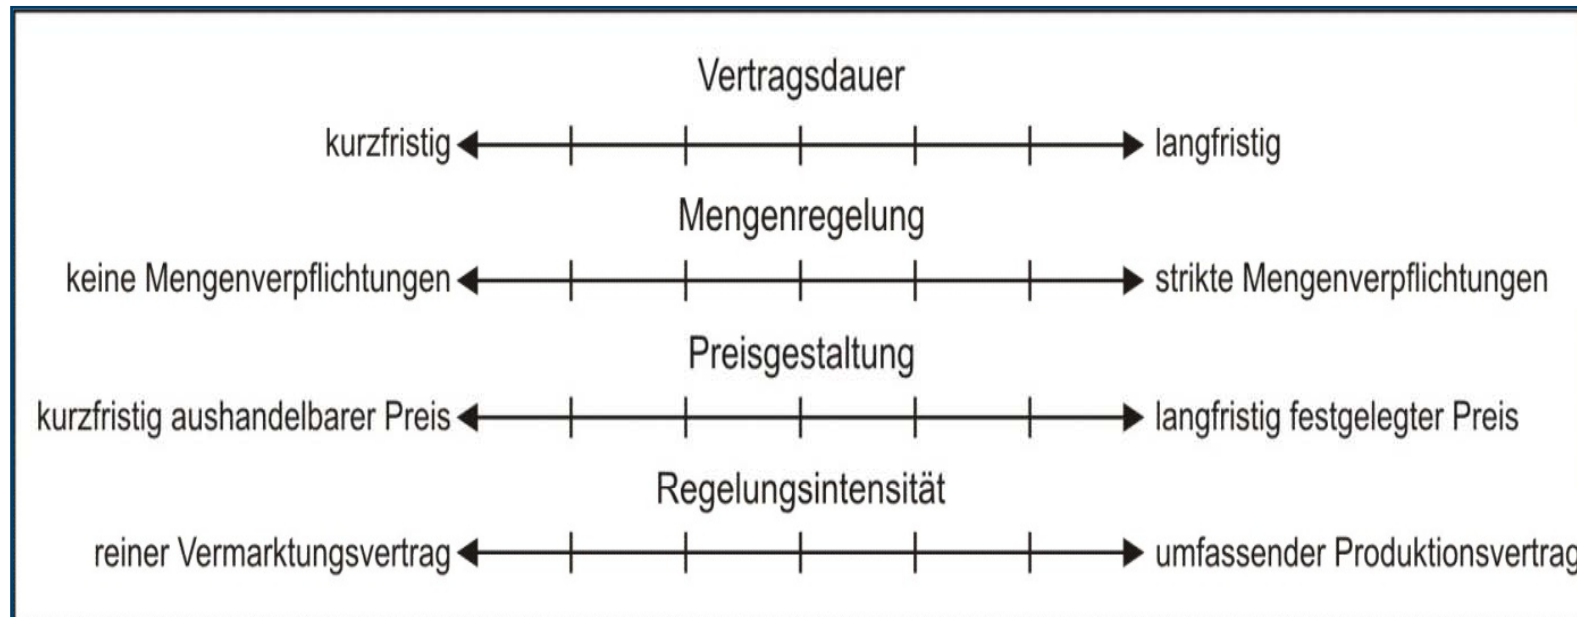 Vertragsdauer
kurzfristig langfristig
Mengenregelung
keine Mengenverpflichtungen strikte Mengenverpflichtungen
Preisgestaltung
kurzfristig aushandelbarer Preis langfristig festgelegter Preis
Regelungsintensität
reiner Vermarktungsvertrag umfassender Produktionsvertrag